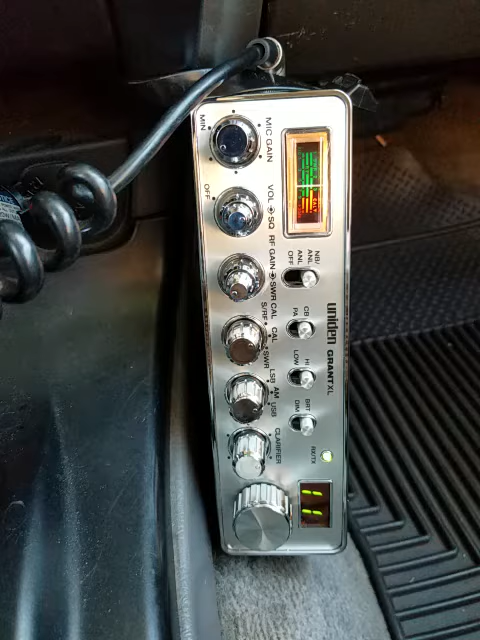 MIN
MIC GAIN
OFF
VOL SQ
RF GAIN SWR CAL
S/RF CAL SWR
LSB AM USB
CLARIFIER
NB/
ANL
ANL
OFF
CB
PA
uniden GRANT XL
HI
LOW
BRT
DIM
RX/TX
11